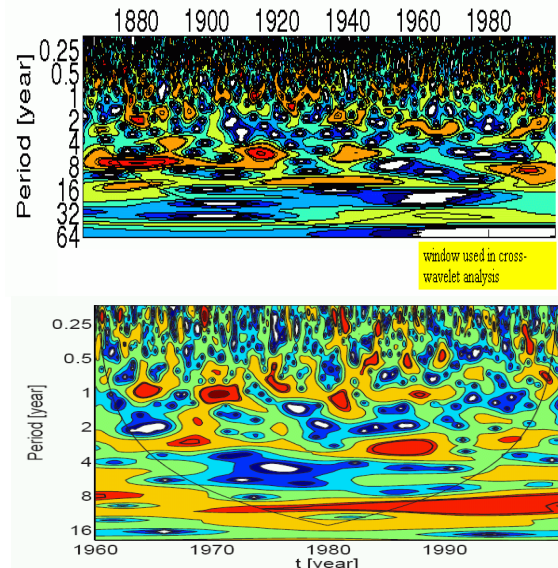 1880 1900 1920 1940 1960 1980
0.25
0.5
1
2
4
8
16
32
64
Period [year]
window used in cross-
wavelet analysis
0.25
0.5
1
2
4
8
16
Period [year]
1960 1970 1980 1990
t [year]